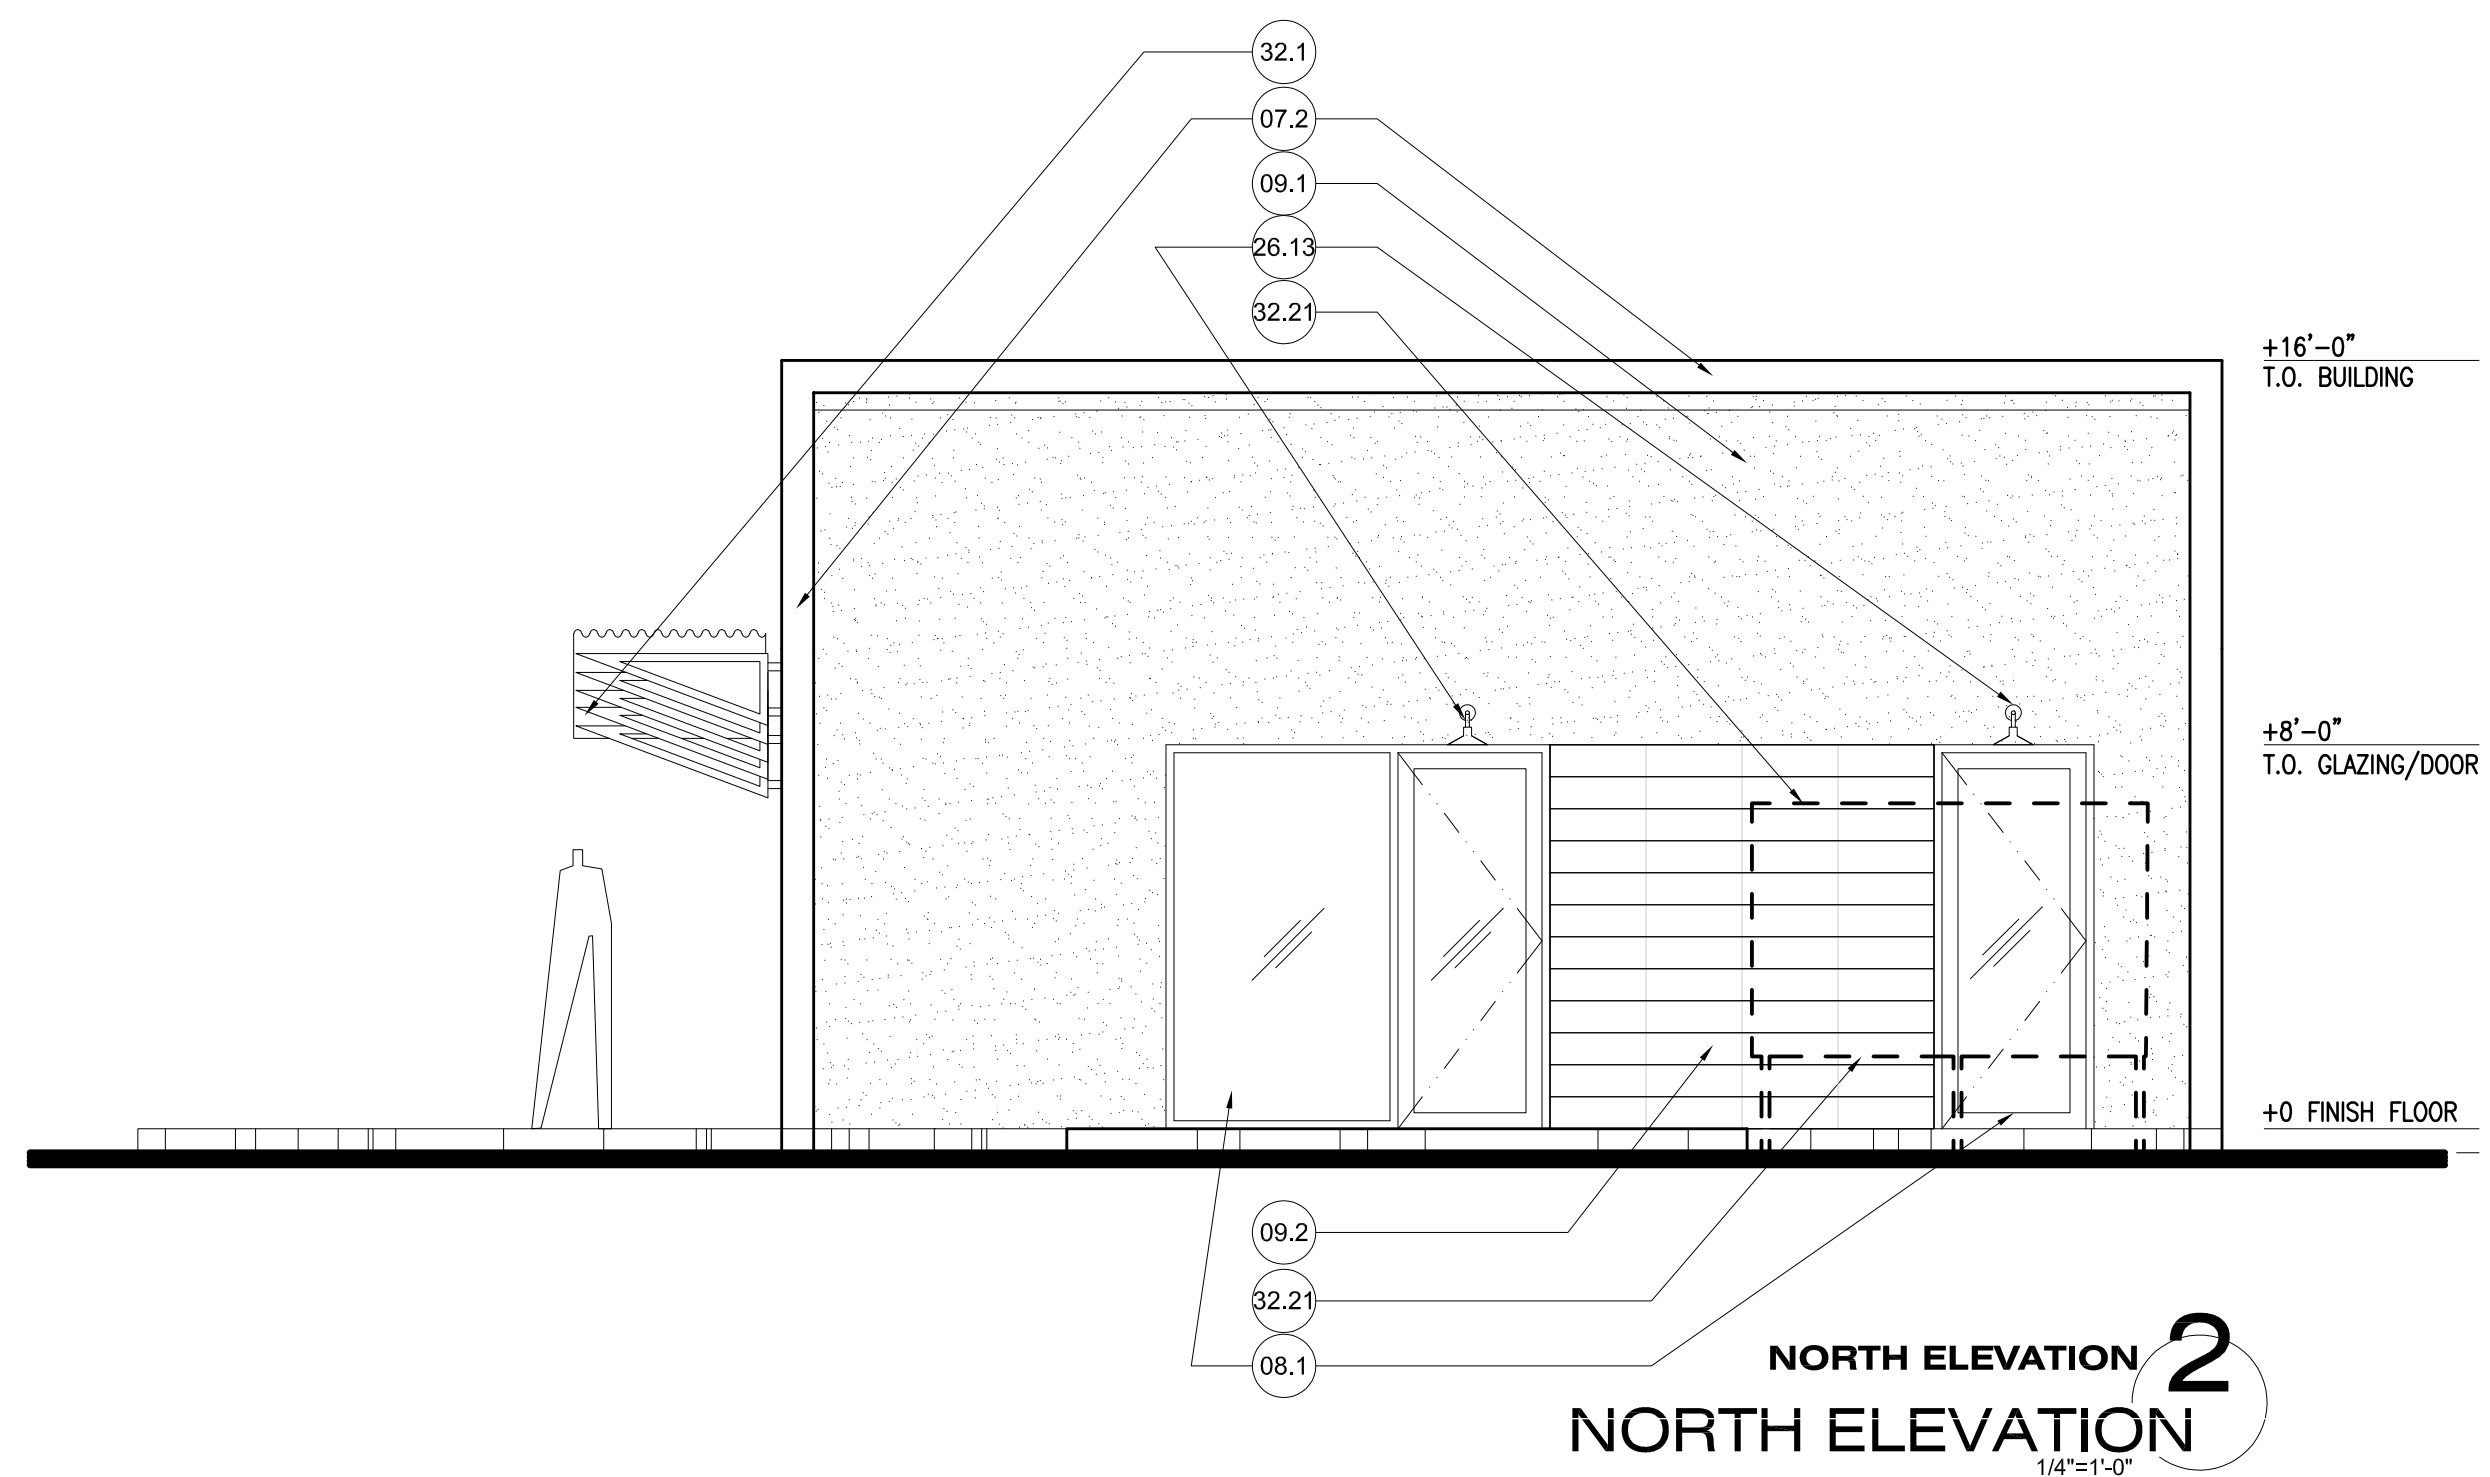 32.1
07.2
09.1
26.13
32.21
+16'-0"
T.O. BUILDING
+8'-0"
T.O. GLAZING/DOOR
+0 FINISH FLOOR
09.2
32.21
08.1
NORTH ELEVATION
2
NORTH ELEVATION
1/4"=1'-0"